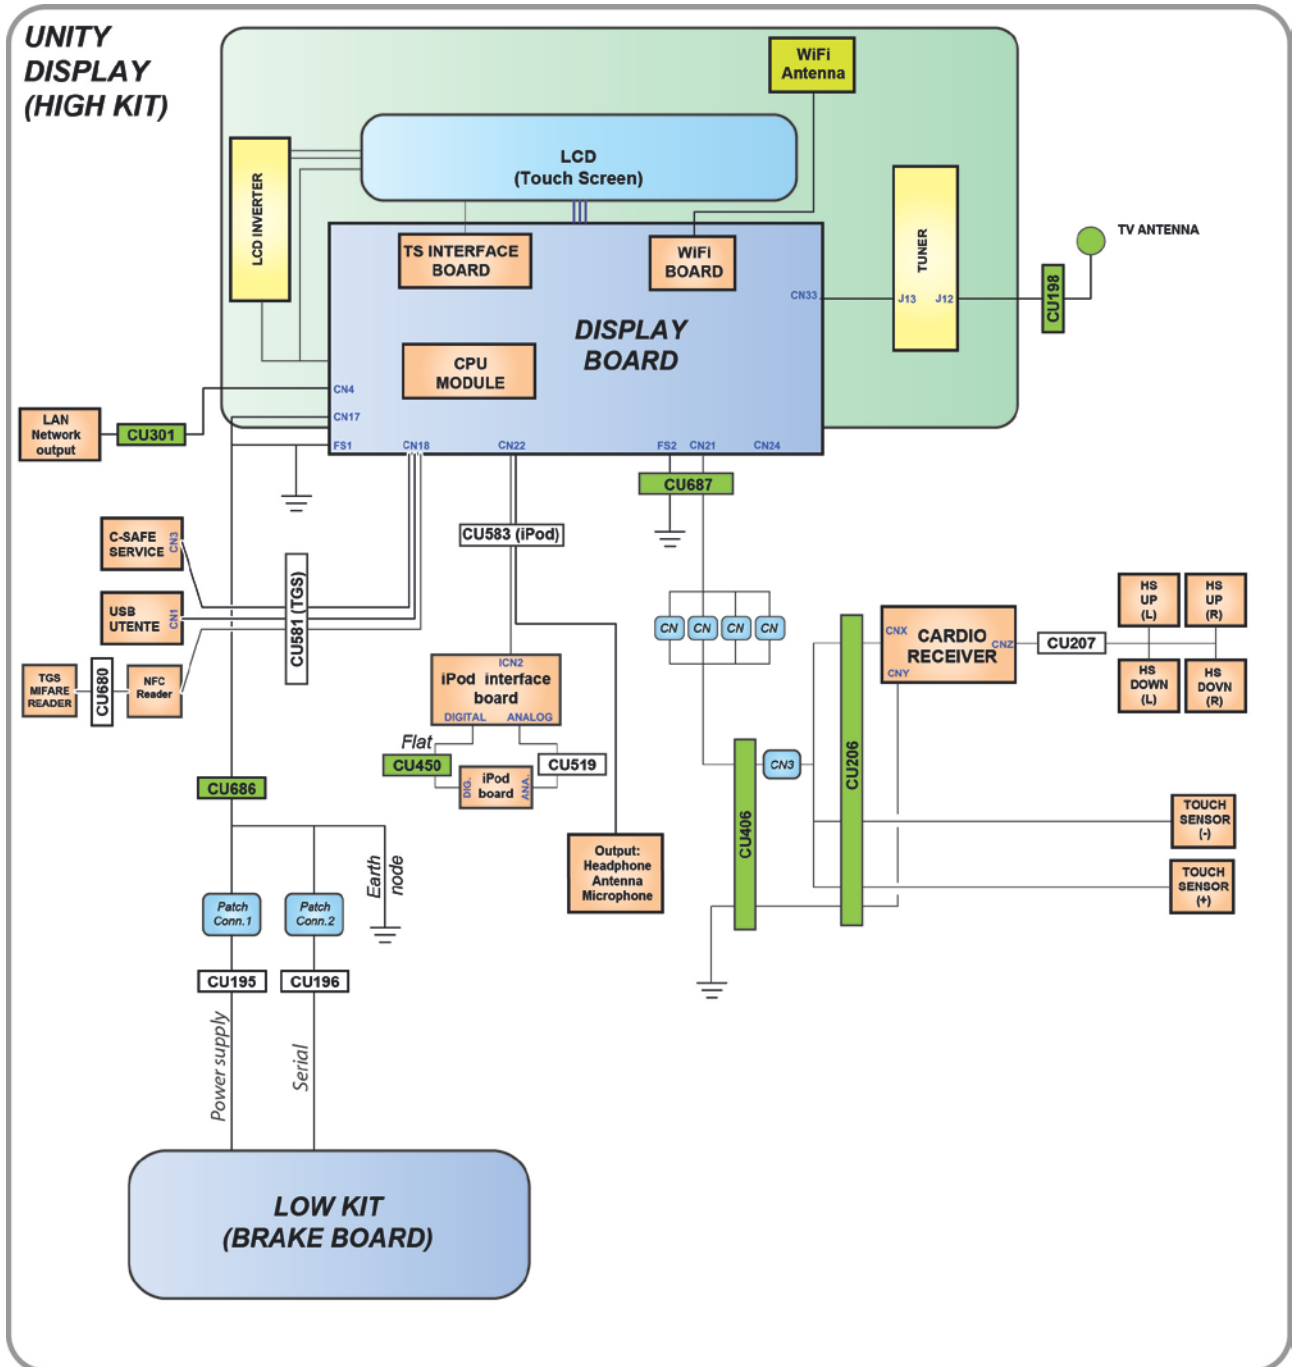 UNITY
DISPLAY
(HIGH KIT)
WiFi
Antenna
LCD
(Touch Screen)
LCD INVERTER
TS INTERFACE
BOARD
WiFi
BOARD
TUNER
TV ANTENNA
CN33
J13
J12
CU198
DISPLAY
BOARD
CPU
MODULE
CN4
CN17
FS1
CN18
CN22
FS2
CN21
CN24
LAN
Network
output
CU301
CU687
C-SAFE
SERVICE
CN3
CU583 (iPod)
CU581 (TGS)
USB
UTENTE
CN1
TGS
MIFARE
READER
CU680
NFC
Reader
CN
CN
CN
CN
CNX
CARDIO
RECEIVER
CNZ
CNY
CU207
HS
UP
(L)
HS
UP
(R)
HS
DOWN
(L)
HS
DOVN
(R)
ICN2
iPod interface
board
DIGITAL
ANALOG
Flat
CU450
CU519
DIG.
iPod
board
ANA.
CU686
CN3
CU406
CU206
TOUCH
SENSOR
(-)
TOUCH
SENSOR
(+)
Output:
Headphone
Antenna
Microphone
Earth
node
Patch
Conn.1
Patch
Conn.2
CU195
CU196
Power supply
Serial
LOW KIT
(BRAKE BOARD)